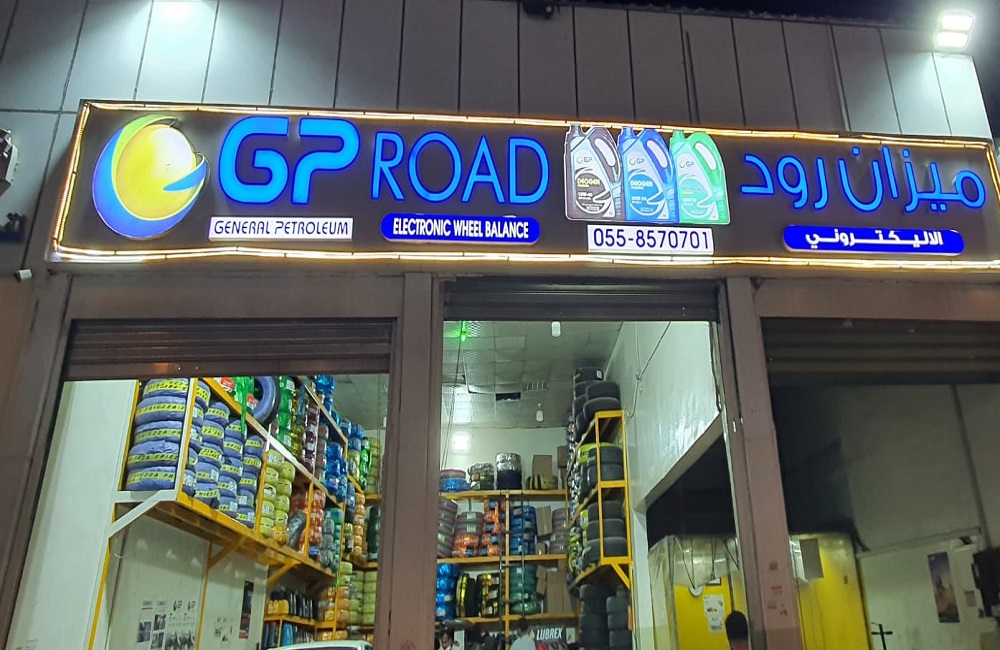 GP ROAD
GENERAL PETROLEUM
ELECTRONIC WHEEL BALANCE
055-8570701
ميزان رود
الاليكتروني
LUBREX